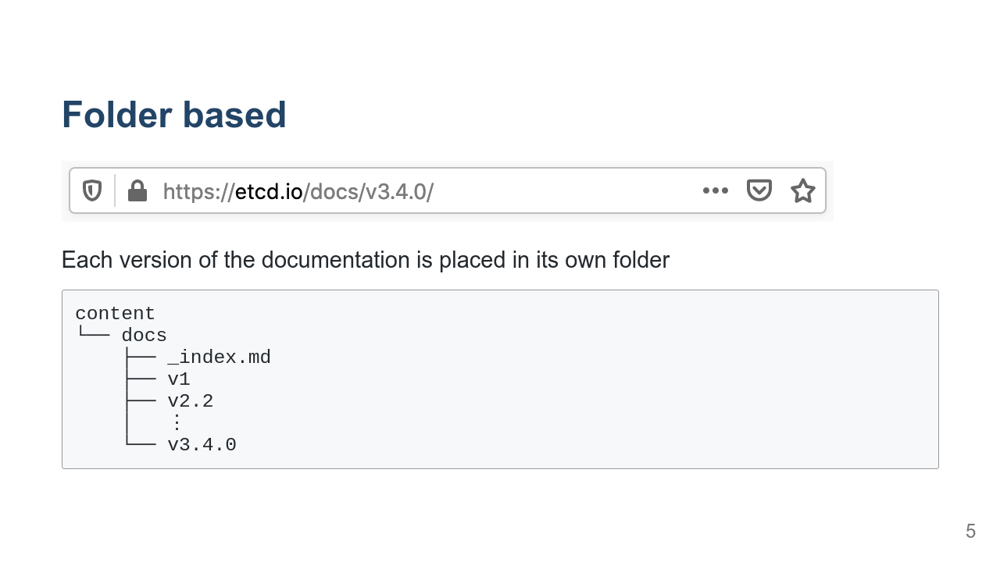 Folder based
https://etcd.io/docs/v3.4.0/
Each version of the documentation is placed in its own folder
content
└── docs
    ├── _index.md
    ├── v1
    ├── v2.2
    │   ⋮
    └── v3.4.0
5